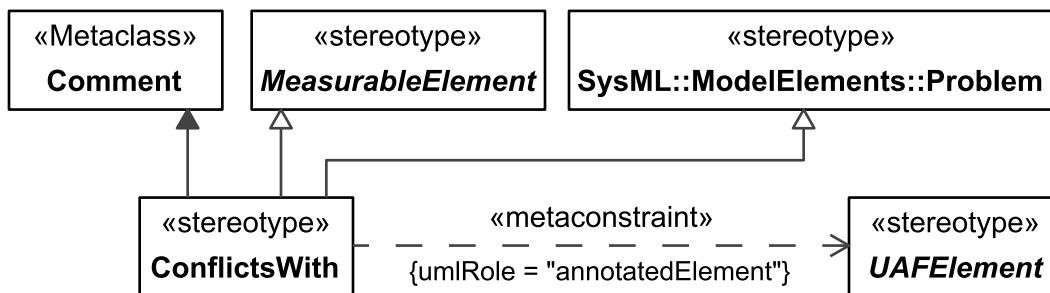 «Metaclass»
Comment
«stereotype»
MeasurableElement
«stereotype»
SysML::ModelElements::Problem
«stereotype»
ConflictsWith
«metaconstraint»
{umlRole = "annotatedElement"}
«stereotype»
UAFElement